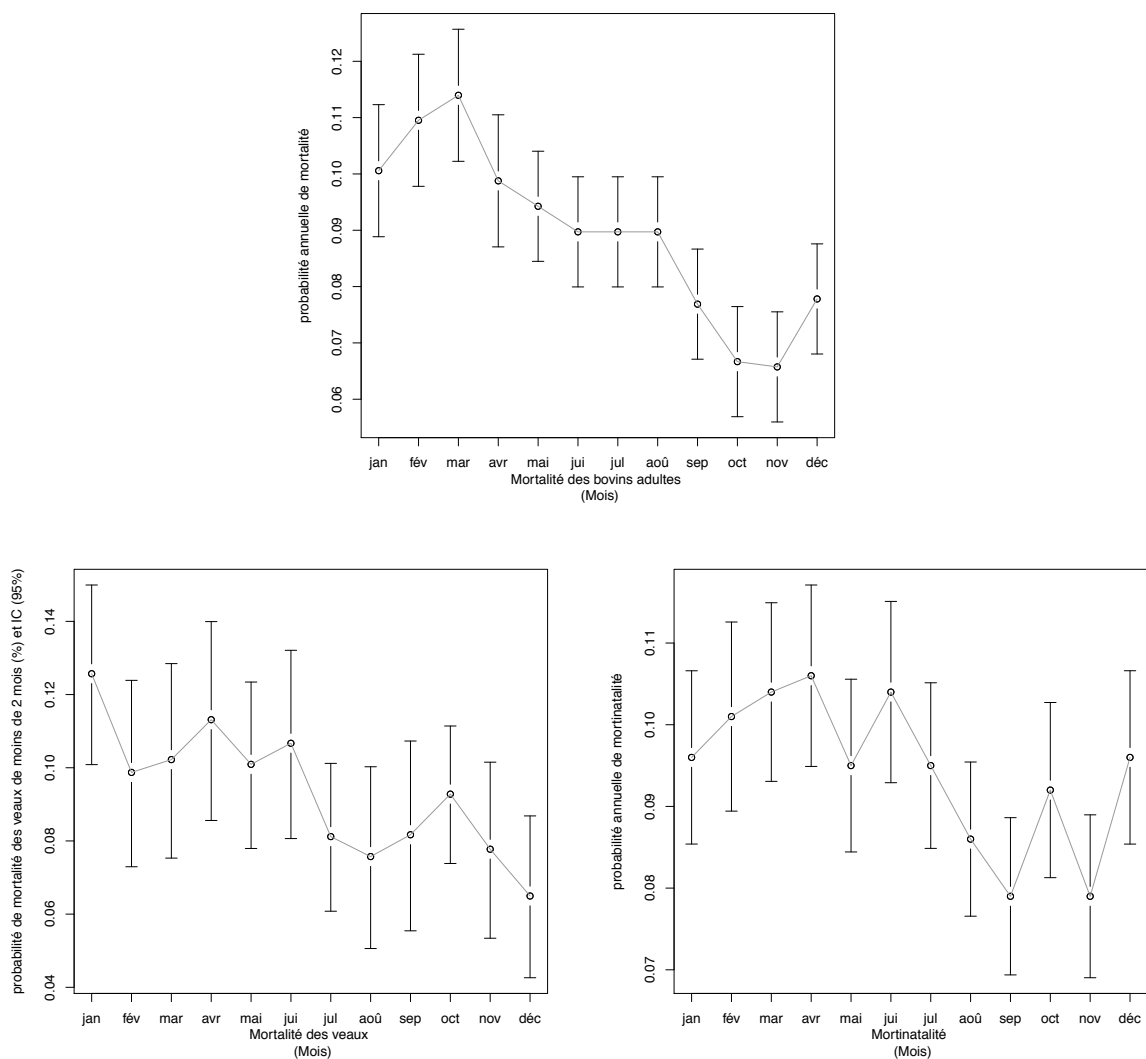 probabilité annuelle de mortalité
0.12
0.11
0.10
0.09
0.08
0.07
0.06
jan fév mar avr mai jui jul aoû sep oct nov déc
Mortalité des bovins adultes
(Mois)
probabilité de mortalité des veaux de moins de 2 mois (%) et IC (95%)
0.14
0.12
0.10
0.08
0.06
0.04
jan fév mar avr mai jui jul aoû sep oct nov déc
Mortalité des veaux
(Mois)
probabilité annuelle de mortinatalité
0.11
0.10
0.09
0.08
0.07
jan fév mar avr mai jui jul aoû sep oct nov déc
Mortinatalité
(Mois)